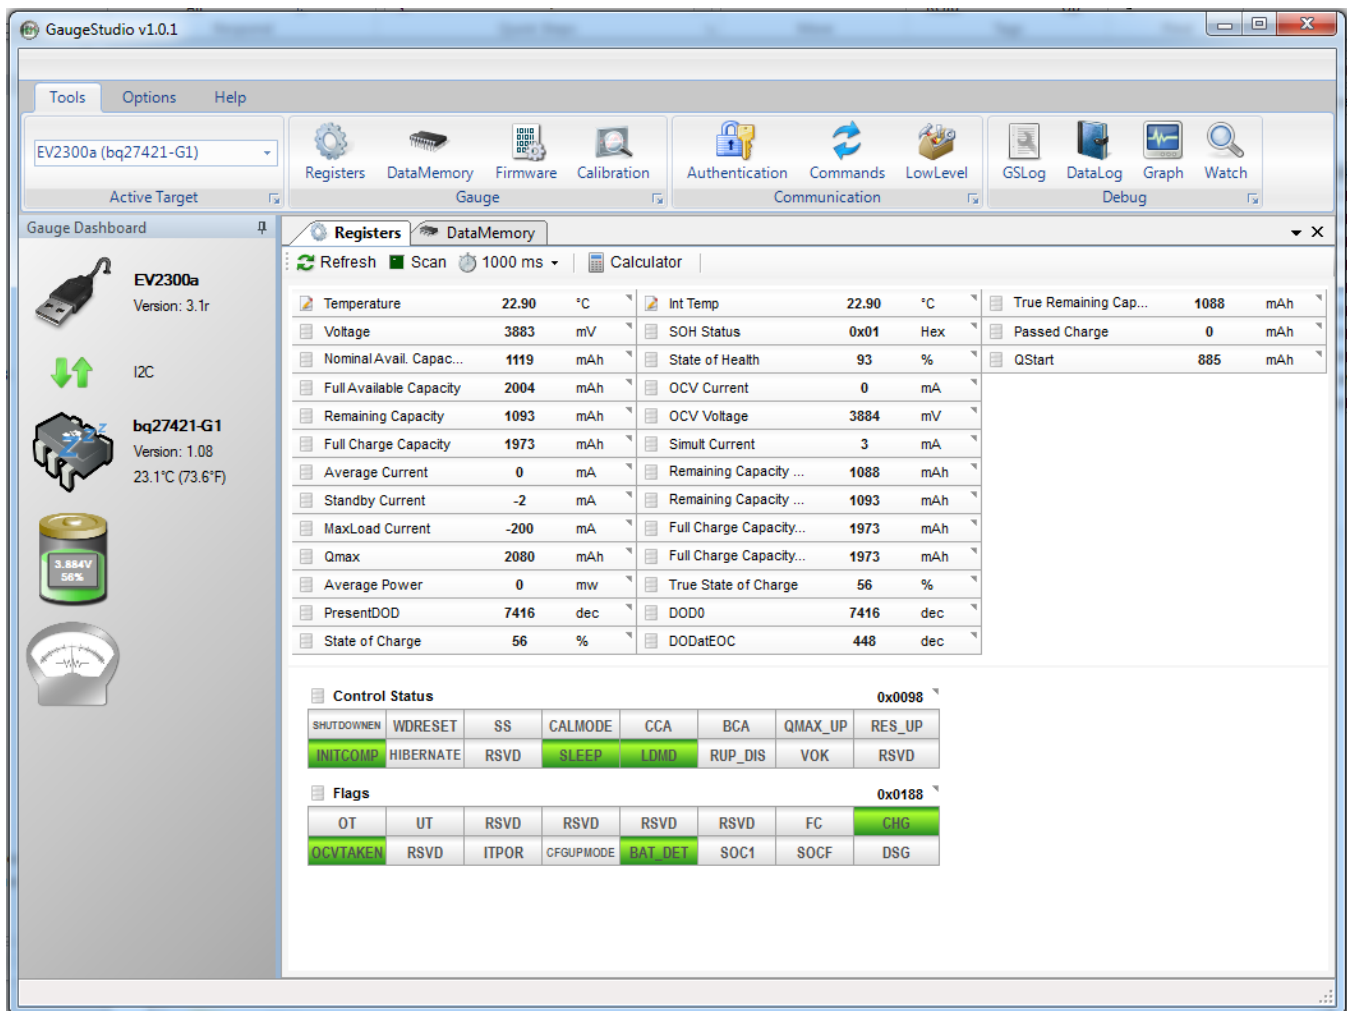 GaugeStudio v1.0.1
Tools Options Help
EV2300a (bq27421-G1)
Registers DataMemory Firmware Calibration Authentication Commands LowLevel GSLog DataLog Graph Watch
Active Target Gauge Communication Debug
Gauge Dashboard
EV2300a
Version: 3.1r
I2C
bq27421-G1
Version: 1.08
23.1°C (73.6°F)
3.884V
56%
Registers DataMemory
Refresh Scan 1000 ms Calculator
Temperature 22.90 °C Int Temp 22.90 °C True Remaining Cap... 1088 mAh
Voltage 3883 mV SOH Status 0x01 Hex Passed Charge 0 mAh
Nominal Avail. Capac... 1119 mAh State of Health 93 % QStart 885 mAh
Full Available Capacity 2004 mAh OCV Current 0 mA
Remaining Capacity 1093 mAh OCV Voltage 3884 mV
Full Charge Capacity 1973 mAh Simult Current 3 mA
Average Current 0 mA Remaining Capacity ... 1088 mAh
Standby Current -2 mA Remaining Capacity ... 1093 mAh
MaxLoad Current -200 mA Full Charge Capacity... 1973 mAh
Qmax 2080 mAh Full Charge Capacity... 1973 mAh
Average Power 0 mw True State of Charge 56 %
PresentDOD 7416 dec DOD0 7416 dec
State of Charge 56 % DODatEOC 448 dec
Control Status 0x0098
SHUTDOWNEN WDRESET SS CALMODE CCA BCA QMAX_UP RES_UP
INITCOMP HIBERNATE RSVD SLEEP LDMD RUP_DIS VOK RSVD
Flags 0x0188
OT UT RSVD RSVD RSVD RSVD FC CHG
OCVTAKEN RSVD ITPOR CFGUPMODE BAT_DET SOC1 SOCF DSG